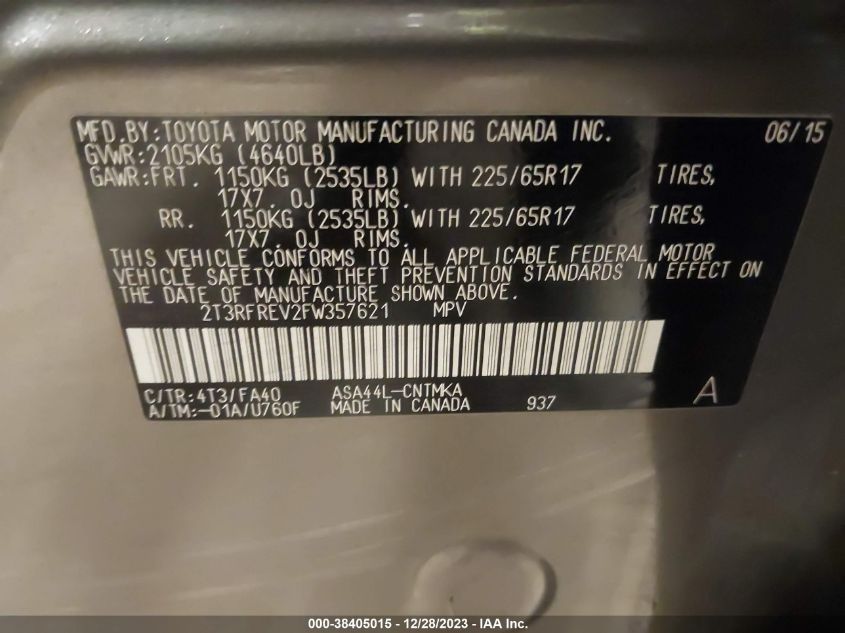 MFD.BY:TOYOTA MOTOR MANUFACTURING CANADA INC. 06/15
GVWR:2105KG (4640LB)
GAWR:FRT. 1150KG (2535LB) WITH 225/65R17 TIRES,
17X7.0J RIMS.
RR. 1150KG (2535LB) WITH 225/65R17 TIRES,
17X7.0J RIMS.
THIS VEHICLE CONFORMS TO ALL APPLICABLE FEDERAL MOTOR
VEHICLE SAFETY AND THEFT PREVENTION STANDARDS IN EFFECT ON
THE DATE OF MANUFACTURE SHOWN ABOVE.
2T3RFREV2FW357621 MPV
C/TR:4T3/FA40 ASA44L-CNTMKA
A/TM:-01A/U760F MADE IN CANADA 937 A
000-38405015 - 12/28/2023 - IAA Inc.